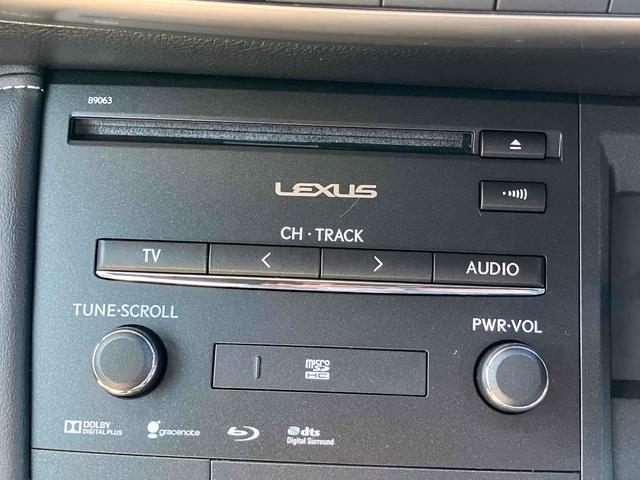 B9063
LEXUS
CH · TRACK
TV
AUDIO
TUNE·SCROLL
PWR·VOL
micro
SD
HC
DOLBY
DIGITAL PLUS
gracenote
dts
Digital Surround